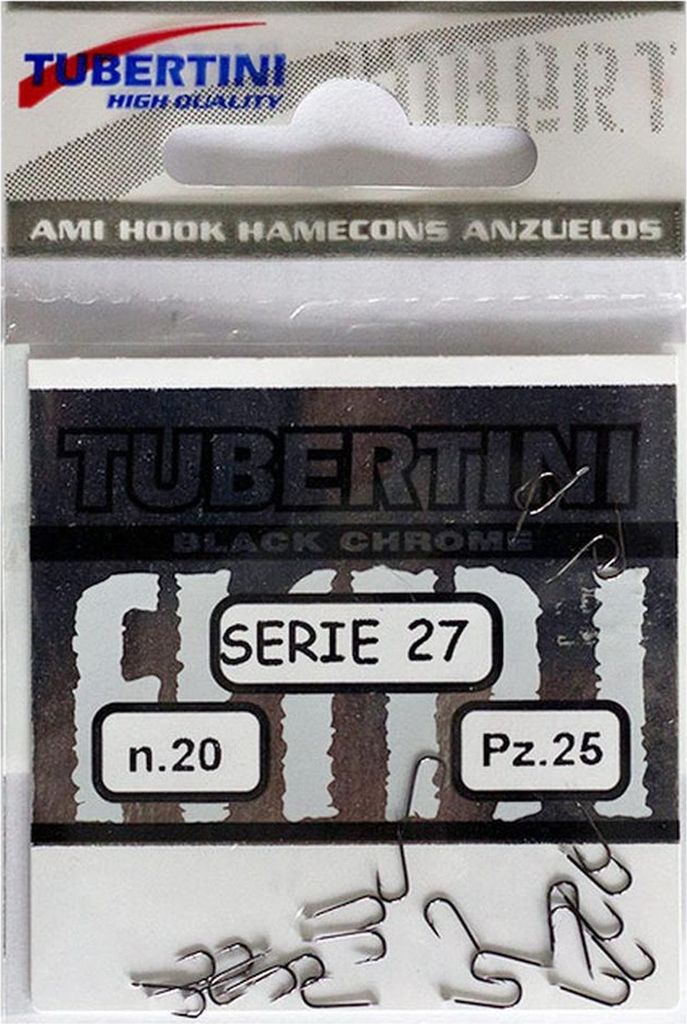 TUBERTINI
HIGH QUALITY
AMI HOOK HAMECONS ANZUELOS
TUBERTINI
BLACK CHROME
SERIE 27
n.20
Pz.25